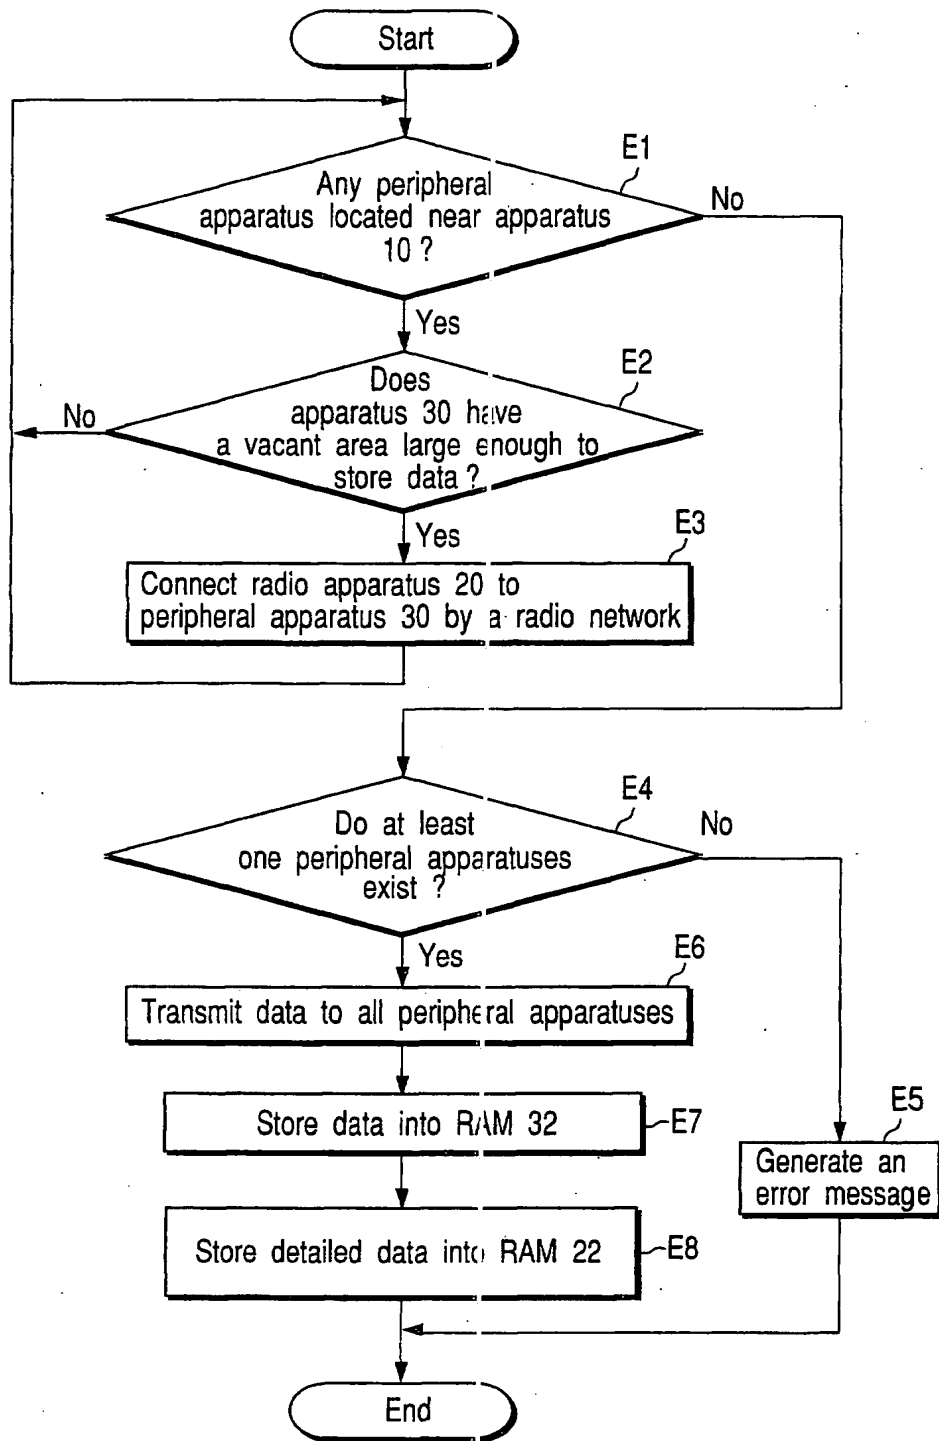 Start
E1
Any peripheral
apparatus located near apparatus
10 ?
No
Yes
E2
Does
apparatus 30 have
a vacant area large enough to
store data ?
No
Yes
E3
Connect radio apparatus 20 to
peripheral apparatus 30 by a radio network
E4
Do at least
one peripheral apparatuses
exist ?
No
Yes
E6
Transmit data to all peripheral apparatuses
Store data into RAM 32
E7
E5
Generate an
error message
Store detailed data into RAM 22
E8
End